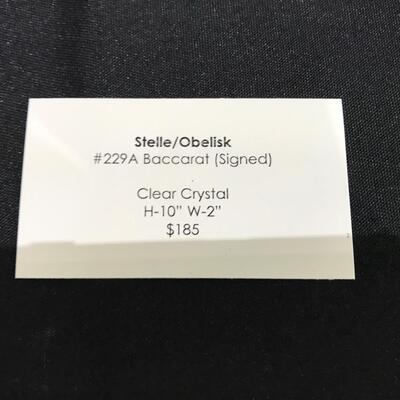 Stelle/Obelisk
#229A Baccarat (Signed)
Clear Crystal
H-10” W-2”
$185